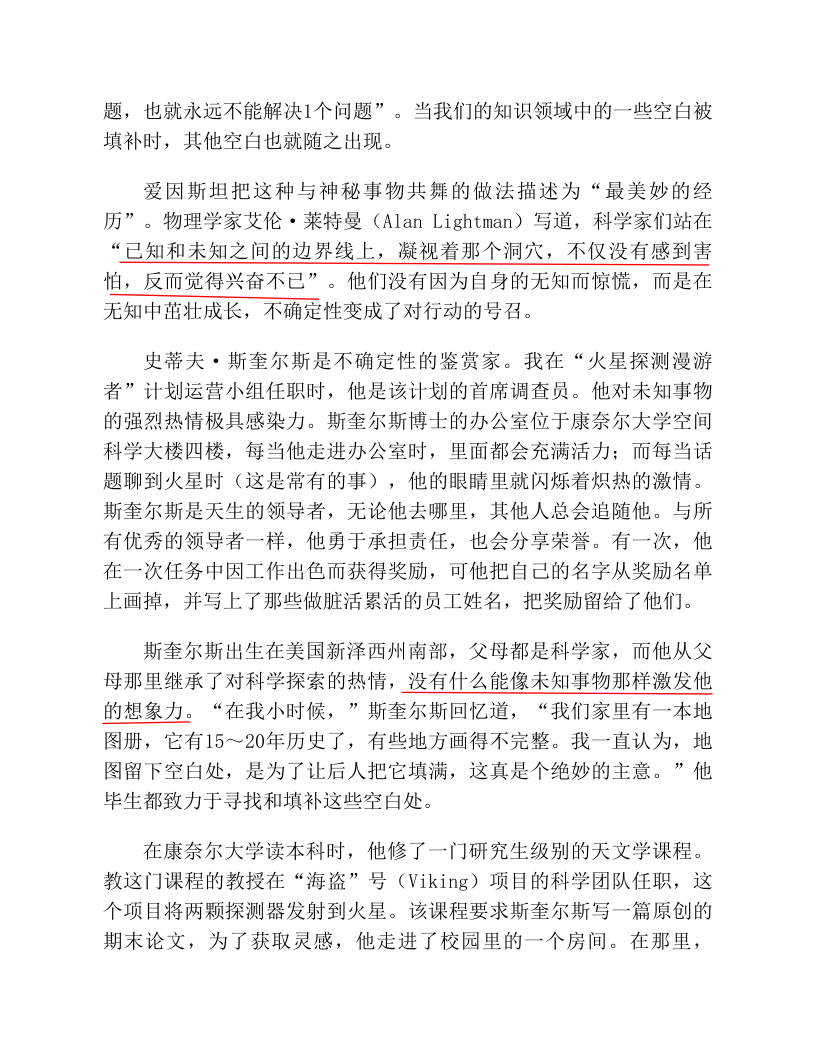 题，也就永远不能解决1个问题”。当我们的知识领域中的一些空白被
填补时，其他空白也就随之出现。
爱因斯坦把这种与神秘事物共舞的做法描述为“最美妙的经
历”。物理学家艾伦·莱特曼（Alan Lightman）写道，科学家们站在
“已知和未知之间的边界线上，凝视着那个洞穴，不仅没有感到害
怕，反而觉得兴奋不已”。他们没有因为自身的无知而惊慌，而是在
无知中茁壮成长，不确定性变成了对行动的号召。
史蒂夫·斯奎尔斯是不确定性的鉴赏家。我在“火星探测漫游
者”计划运营小组任职时，他是该计划的首席调查员。他对未知事物
的强烈热情极具感染力。斯奎尔斯博士的办公室位于康奈尔大学空间
科学大楼四楼，每当他走进办公室时，里面都会充满活力；而每当话
题聊到火星时（这是常有的事），他的眼睛里就闪烁着炽热的激情。
斯奎尔斯是天生的领导者，无论他去哪里，其他人总会追随他。与所
有优秀的领导者一样，他勇于承担责任，也会分享荣誉。有一次，他
在一次任务中因工作出色而获得奖励，可他把自己的名字从奖励名单
上画掉，并写上了那些做脏活累活的员工姓名，把奖励留给了他们。
斯奎尔斯出生在美国新泽西州南部，父母都是科学家，而他从父
母那里继承了对科学探索的热情，没有什么能像未知事物那样激发他
的想象力。“在我小时候，”斯奎尔斯回忆道，“我们家里有一本地
图册，它有15～20年历史了，有些地方画得不完整。我一直认为，地
图留下空白处，是为了让后人把它填满，这真是个绝妙的主意。”他
毕生都致力于寻找和填补这些空白处。
在康奈尔大学读本科时，他修了一门研究生级别的天文学课程。
教这门课程的教授在“海盗”号（Viking）项目的科学团队任职，这
个项目将两颗探测器发射到火星。该课程要求斯奎尔斯写一篇原创的
期末论文，为了获取灵感，他走进了校园里的一个房间。在那里，